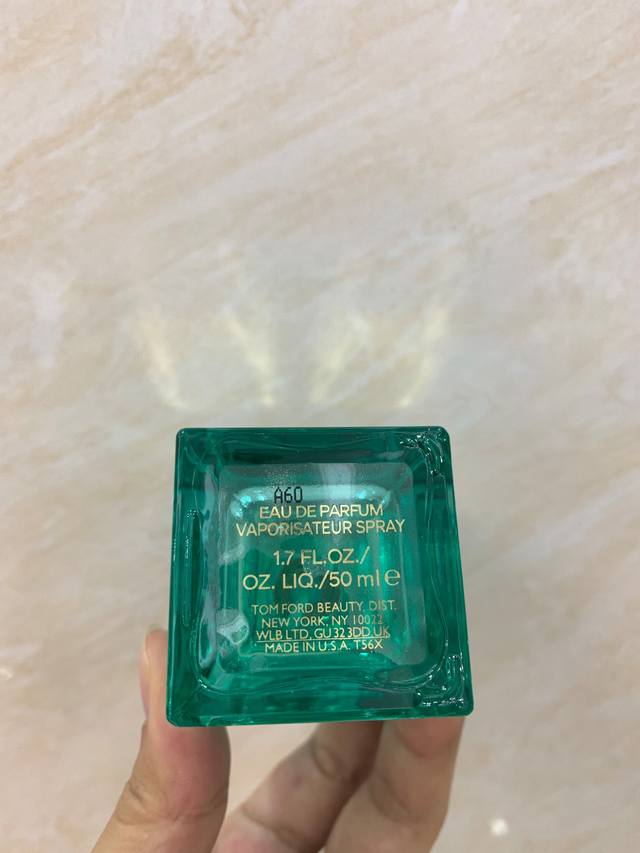 A60
EAU DE PARFUM
VAPORISATEUR SPRAY
1.7 FL.OZ./
OZ. LIQ./50 ml e
TOM FORD BEAUTY, DIST.
NEW YORK, NY 10022
WLB LTD, GU32 3DD UK
MADE IN U.S.A. T56X